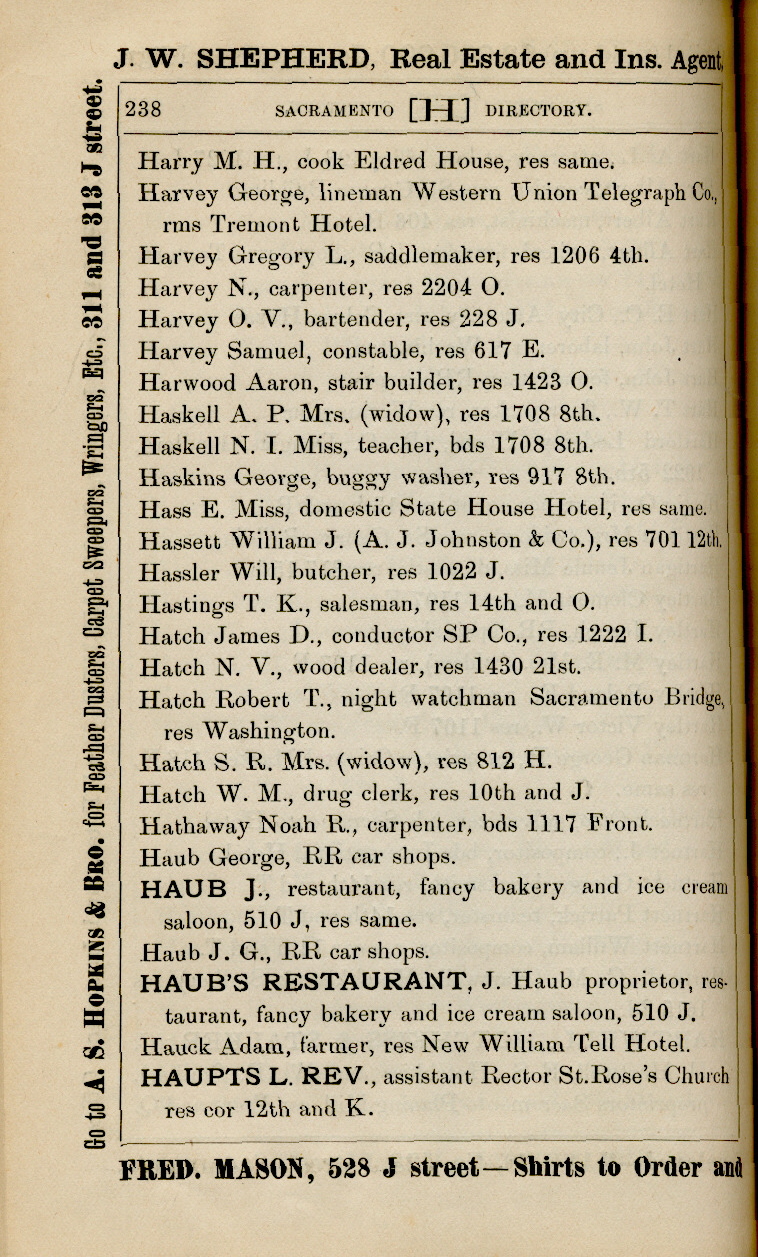 J. W. SHEPHERD, Real Estate and Ins. Agent,
238 SACRAMENTO [H] DIRECTORY.
Harry M. H., cook Eldred House, res same.
Harvey George, lineman Western Union Telegraph Co.,
rms Tremont Hotel.
Harvey Gregory L., saddlemaker, res 1206 4th.
Harvey N., carpenter, res 2204 O.
Harvey O. V., bartender, res 228 J.
Harvey Samuel, constable, res 617 E.
Harwood Aaron, stair builder, res 1423 O.
Haskell A. P. Mrs. (widow), res 1708 8th.
Haskell N. I. Miss, teacher, bds 1708 8th.
Haskins George, buggy washer, res 917 8th.
Hass E. Miss, domestic State House Hotel, res same.
Hassett William J. (A. J. Johnston & Co.), res 701 12th.
Hassler Will, butcher, res 1022 J.
Hastings T. K., salesman, res 14th and O.
Hatch James D., conductor SP Co., res 1222 I.
Hatch N. V., wood dealer, res 1430 21st.
Hatch Robert T., night watchman Sacramento Bridge,
res Washington.
Hatch S. R. Mrs. (widow), res 812 H.
Hatch W. M., drug clerk, res 10th and J.
Hathaway Noah R., carpenter, bds 1117 Front.
Haub George, RR car shops.
HAUB J., restaurant, fancy bakery and ice cream
saloon, 510 J, res same.
Haub J. G., RR car shops.
HAUB'S RESTAURANT, J. Haub proprietor, res-
taurant, fancy bakery and ice cream saloon, 510 J.
Hauck Adam, farmer, res New William Tell Hotel.
HAUPTS L. REV., assistant Rector St. Rose's Church
res cor 12th and K.
FRED. MASON, 528 J street—Shirts to Order and
Go to A. S. HOPKINS & BRO. for Feather Dusters, Carpet Sweepers, Wringers, Etc., 311 and 313 J street.